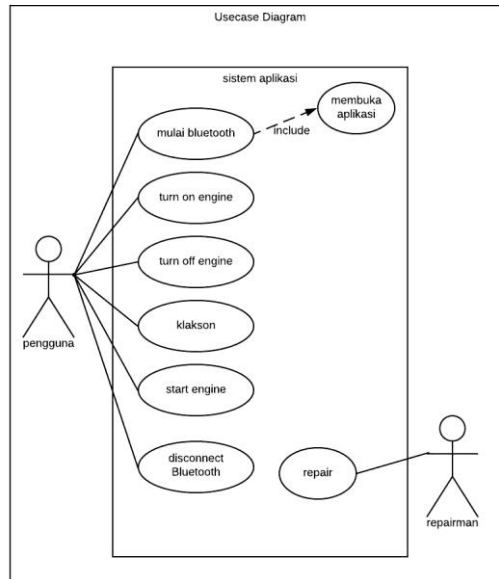 Usecase Diagram
sistem aplikasi
membuka
aplikasi
mulai bluetooth
include
turn on engine
turn off engine
klakson
pengguna
start engine
disconnect
Bluetooth
repair
repairman